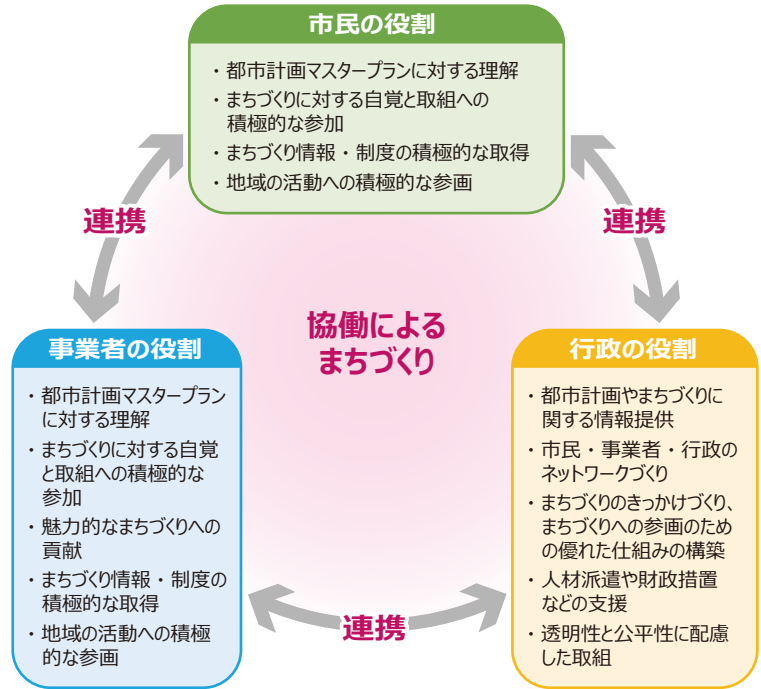 市民の役割
・都市計画マスタープランに対する理解
・まちづくりに対する自覚と取組への
積極的な参加
・まちづくり情報・制度の積極的な取得
・地域の活動への積極的な参画
連携
連携
協働による
まちづくり
事業者の役割
・都市計画マスタープラン
に対する理解
・まちづくりに対する自覚
と取組への積極的な
参加
・魅力的なまちづくりへの
貢献
・まちづくり情報・制度の
積極的な取得
・地域の活動への積極
的な参画
行政の役割
・都市計画やまちづくりに
関する情報提供
・市民・事業者・行政の
ネットワークづくり
・まちづくりのきっかけづくり、
まちづくりへの参画のため
の優れた仕組みの構築
・人材派遣や財政措置
などの支援
・透明性と公平性に配慮
した取組
連携